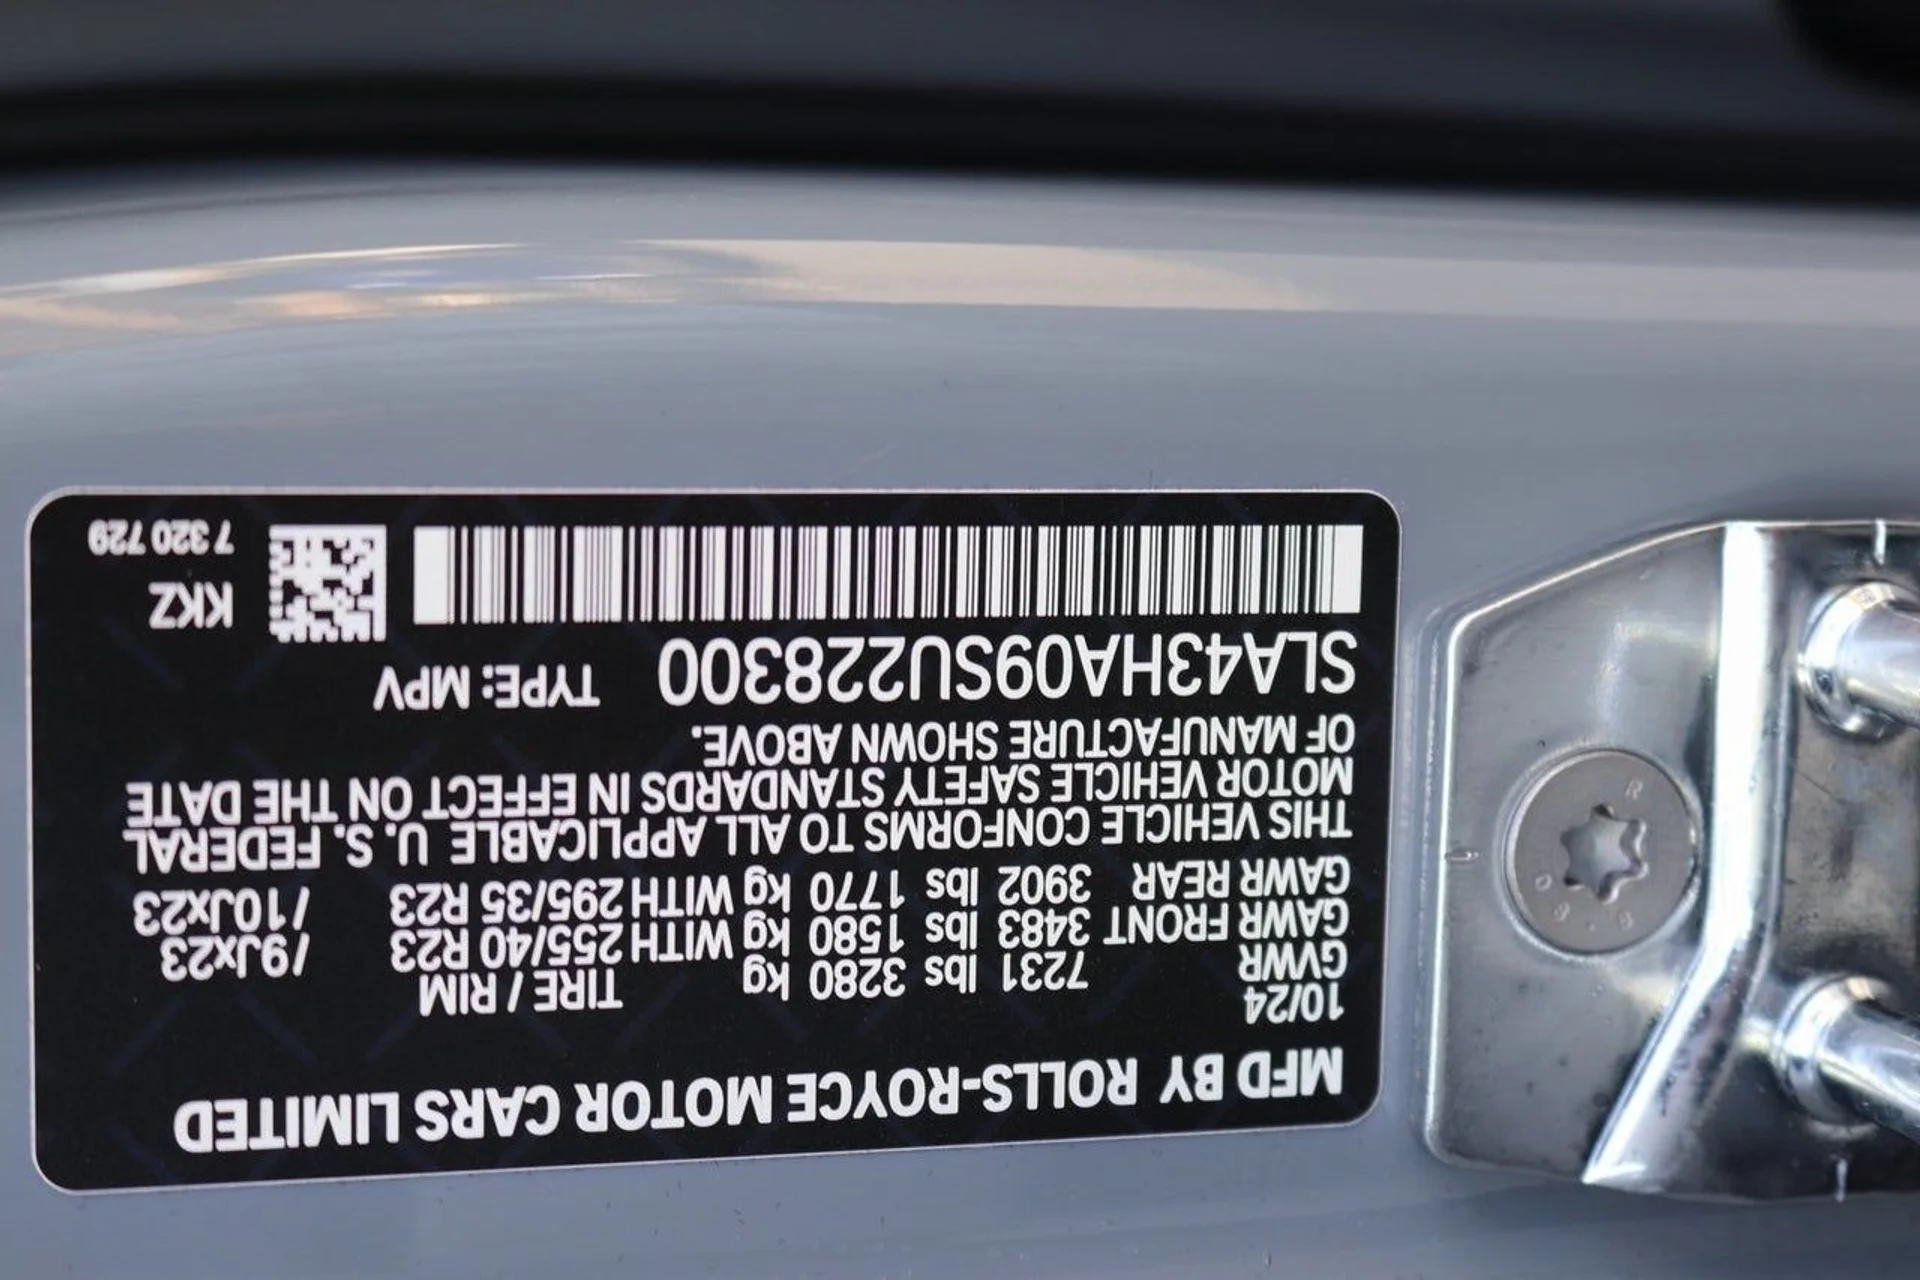 MFD BY ROLLS-ROYCE MOTOR CARS LIMITED
10/24 TIRE / RIM
GVWR 7231 lbs 3280 kg
GAWR FRONT 3483 lbs 1580 kg WITH 255/40 R23 /9Jx23
GAWR REAR 3902 lbs 1770 kg WITH 295/35 R23 /10Jx23
THIS VEHICLE CONFORMS TO ALL APPLICABLE U. S. FEDERAL
MOTOR VEHICLE SAFETY STANDARDS IN EFFECT ON THE DATE
OF MANUFACTURE SHOWN ABOVE.
SLA43HA09SU228300 TYPE: MPV
KKZ
7 320 729